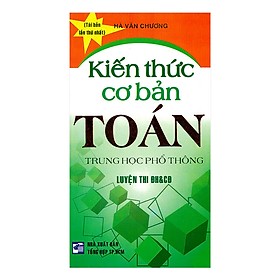 (Tái bản
lần thứ nhất)
HÀ VĂN CHƯƠNG
Kiến thức
cơ bản
TOÁN
TRUNG HỌC PHỔ THÔNG
LUYỆN THI ĐH&CĐ
NHÀ XUẤT BẢN
TỔNG HỢP TP.HCM